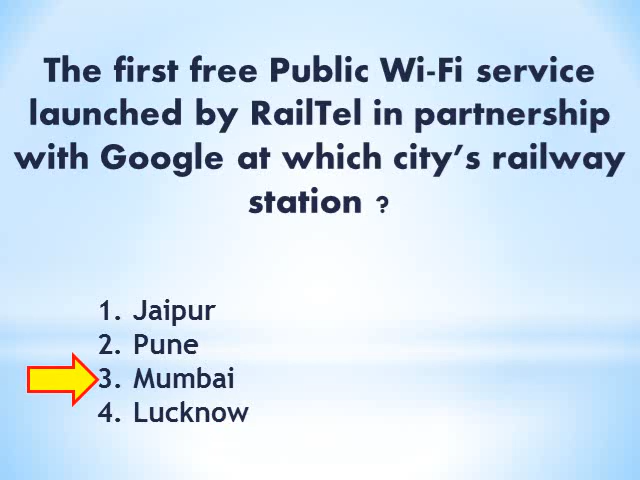 The first free Public Wi-Fi service
launched by RailTel in partnership
with Google at which city’s railway
station ?
1. Jaipur
2. Pune
3. Mumbai
4. Lucknow